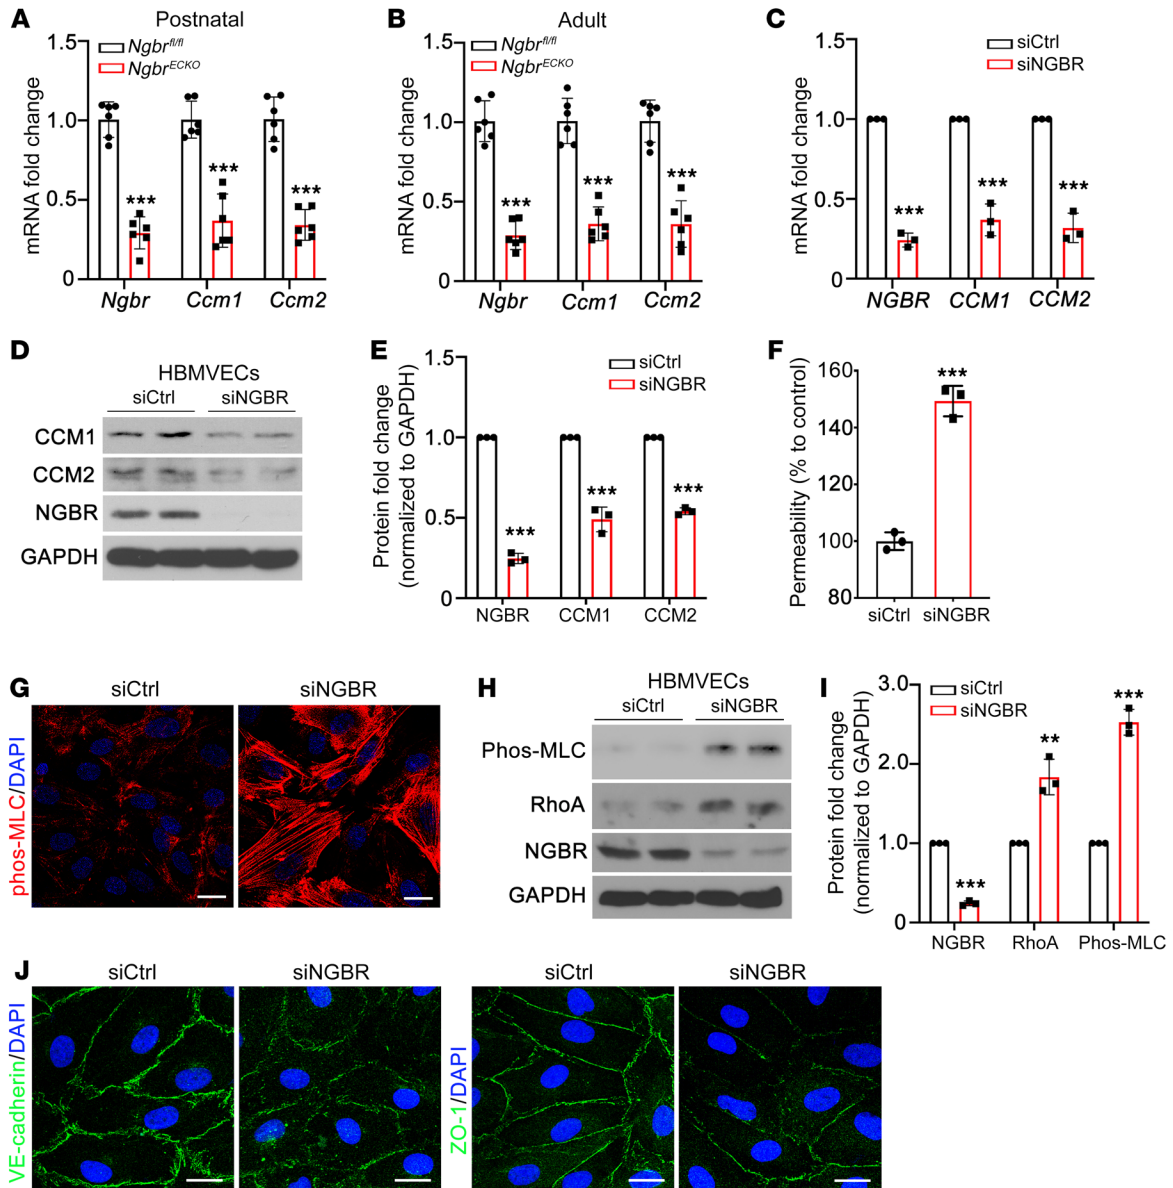 A
Postnatal
Ngbr^fl/fl
Ngbr^ECKO
mRNA fold change
1.5
1.0
0.5
0
***
***
***
Ngbr
Ccm1
Ccm2
B
Adult
Ngbr^fl/fl
Ngbr^ECKO
mRNA fold change
1.5
1.0
0.5
0
***
***
***
Ngbr
Ccm1
Ccm2
C
siCtrl
siNGBR
mRNA fold change
1.5
1.0
0.5
0
***
***
***
NGBR
CCM1
CCM2
D
HBMVECs
siCtrl
siNGBR
CCM1
CCM2
NGBR
GAPDH
E
siCtrl
siNGBR
Protein fold change
(normalized to GAPDH)
1.5
1.0
0.5
0
***
***
***
NGBR
CCM1
CCM2
F
Permeability (% to control)
160
140
120
100
80
***
siCtrl
siNGBR
G
siCtrl
siNGBR
phos-MLC/DAPI
H
HBMVECs
siCtrl
siNGBR
Phos-MLC
RhoA
NGBR
GAPDH
I
siCtrl
siNGBR
Protein fold change
(normalized to GAPDH)
3.0
2.0
1.0
0
***
**
***
NGBR
RhoA
Phos-MLC
J
siCtrl
siNGBR
VE-cadherin/DAPI
siCtrl
siNGBR
ZO-1/DAPI